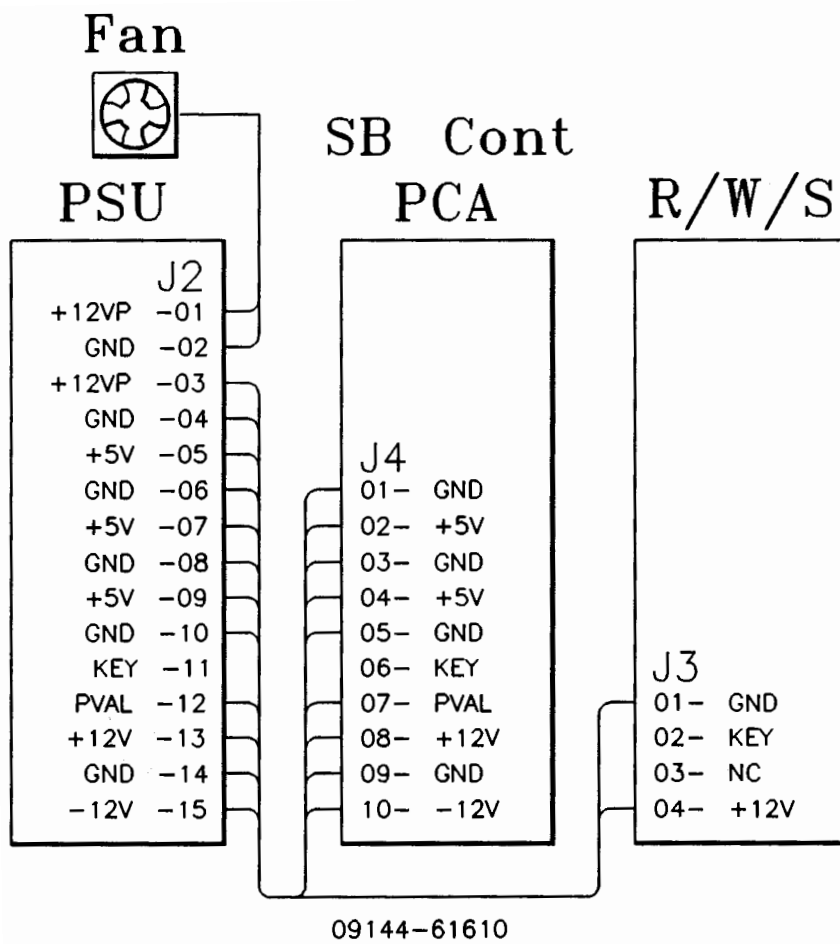 Fan
SB Cont
PSU PCA R/W/S
J2
+12VP -01
GND -02
+12VP -03
GND -04
+5V -05
GND -06
+5V -07
GND -08
+5V -09
GND -10
KEY -11
PVAL -12
+12V -13
GND -14
-12V -15
J4
01- GND
02- +5V
03- GND
04- +5V
05- GND
06- KEY
07- PVAL
08- +12V
09- GND
10- -12V
J3
01- GND
02- KEY
03- NC
04- +12V
09144-61610